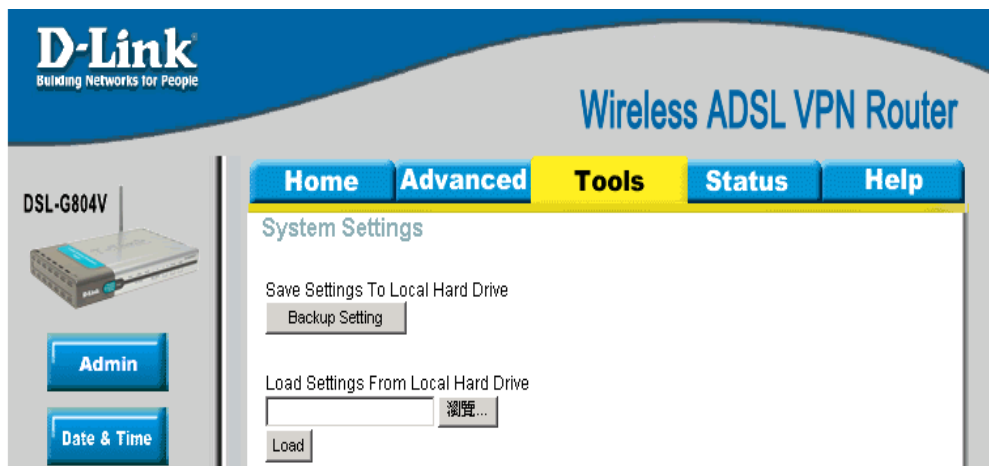 D-Link
Building Networks for People
Wireless ADSL VPN Router
DSL-G804V
Home
Advanced
Tools
Status
Help
System Settings
Save Settings To Local Hard Drive
Backup Setting
Admin
Load Settings From Local Hard Drive
瀏覽...
Date & Time
Load